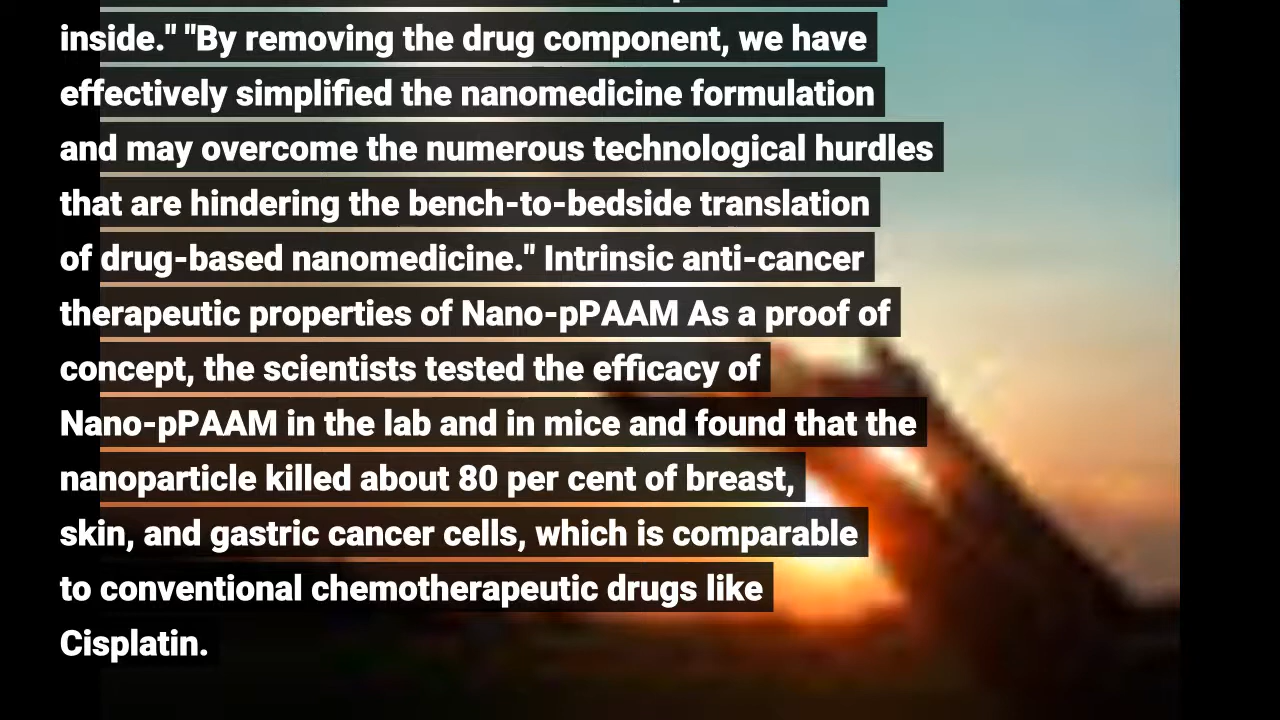 inside." "By removing the drug component, we have
effectively simplified the nanomedicine formulation
and may overcome the numerous technological hurdles
that are hindering the bench-to-bedside translation
of drug-based nanomedicine." Intrinsic anti-cancer
therapeutic properties of Nano-pPAAM As a proof of
concept, the scientists tested the efficacy of
Nano-pPAAM in the lab and in mice and found that the
nanoparticle killed about 80 per cent of breast,
skin, and gastric cancer cells, which is comparable
to conventional chemotherapeutic drugs like
Cisplatin.